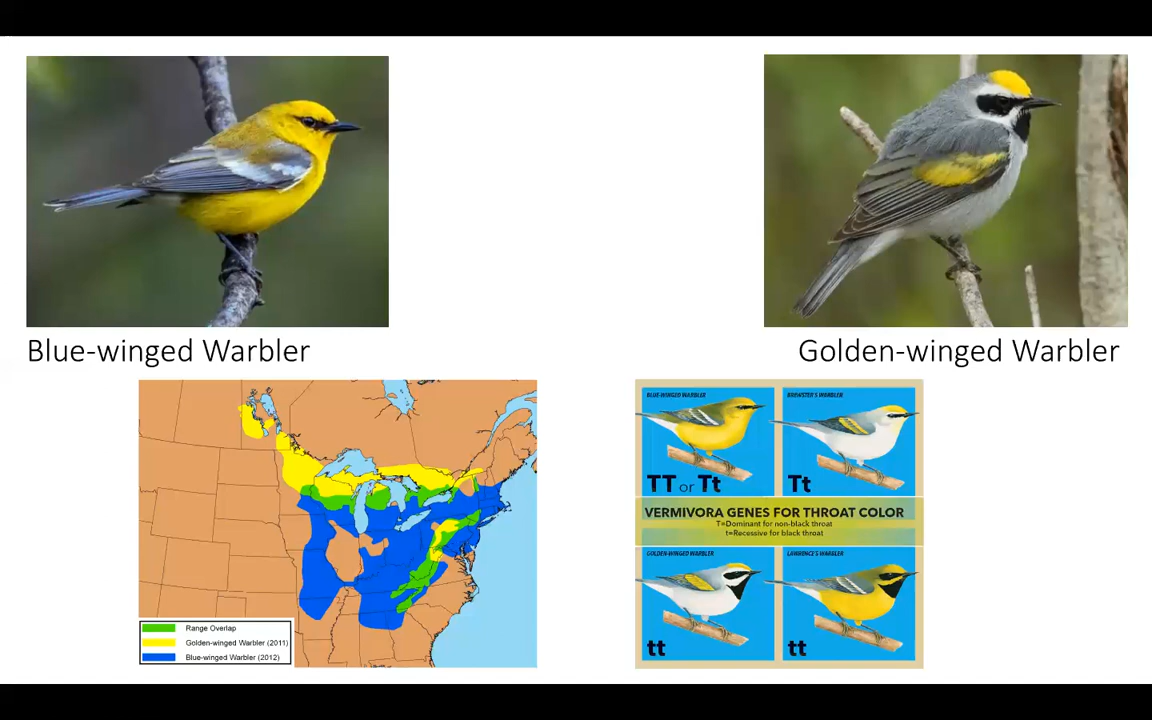 Blue-winged Warbler
Golden-winged Warbler
Range Overlap
Golden-winged Warbler (2011)
Blue-winged Warbler (2012)
BLUE-WINGED WARBLER
BREWSTER'S WARBLER
TT or Tt
Tt
VERMIVORA GENES FOR THROAT COLOR
T=Dominant for non-black throat
t=Recessive for black throat
GOLDEN-WINGED WARBLER
LAWRENCE'S WARBLER
tt
tt